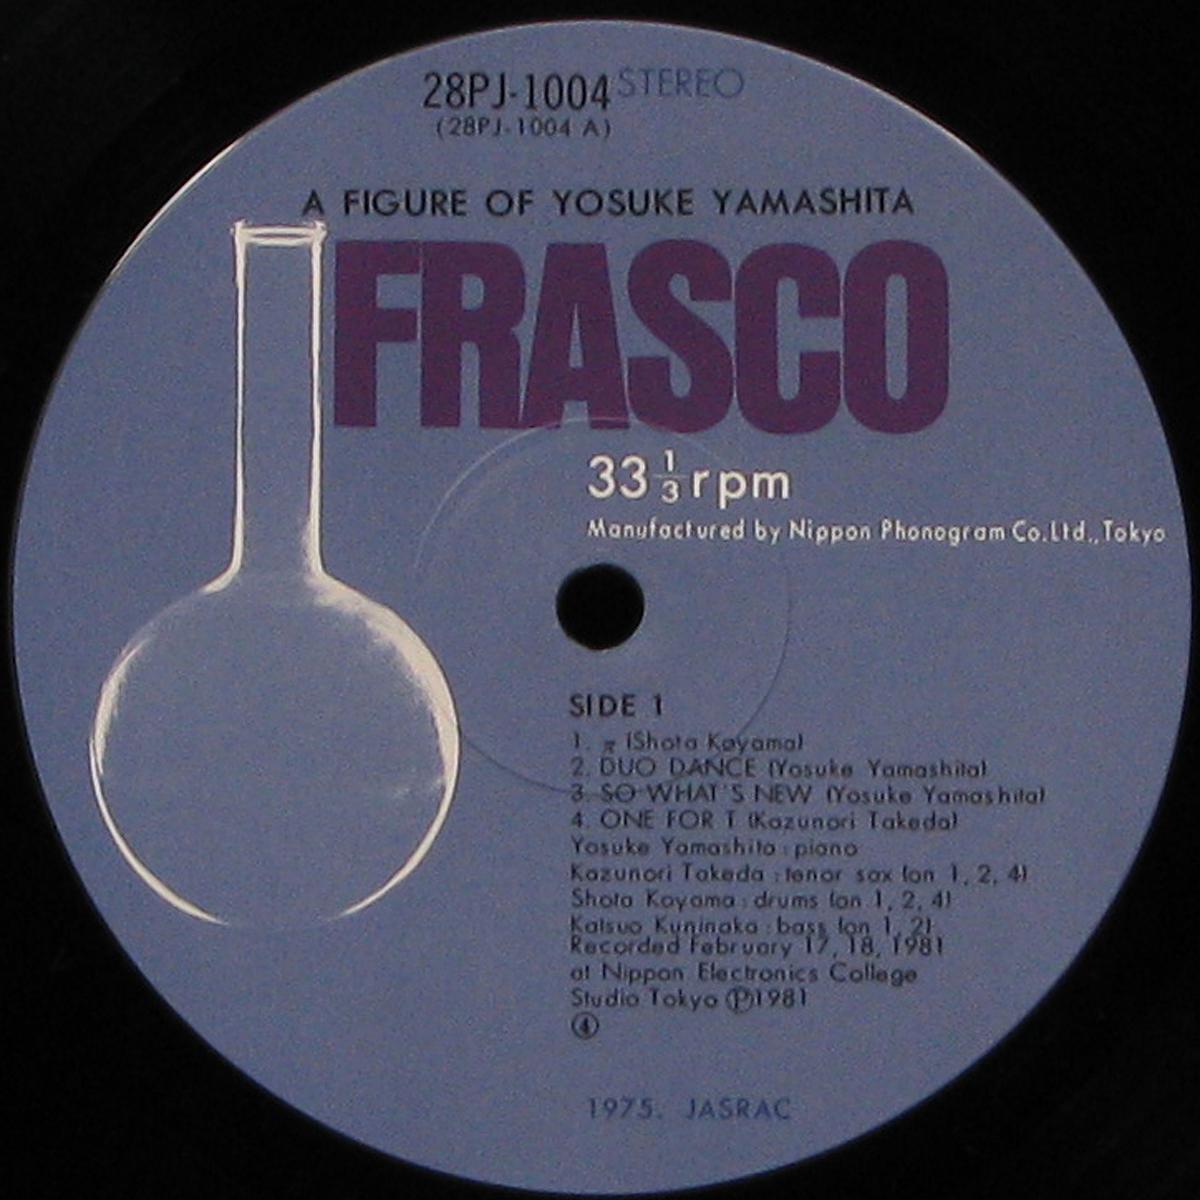 28PJ-1004 STEREO
(28PJ-1004 A)
A FIGURE OF YOSUKE YAMASHITA
FRASCO
33 1/3 rpm
Manufactured by Nippon Phonogram Co.Ltd.,Tokyo
SIDE 1
1. π (Shota Koyama)
2. DUO DANCE (Yosuke Yamashita)
3. SO WHAT'S NEW (Yosuke Yamashita)
4. ONE FOR T (Kazunori Takeda)
Yosuke Yamashita : piano
Kazunori Takeda : tenor sax (on 1, 2, 4)
Shota Koyama : drums (on 1, 2, 4)
Katsuo Kuninaka : bass (on 1, 2)
Recorded February 17, 18, 1981
at Nippon Electronics College
Studio Tokyo Ⓟ1981
④
1975. JASRAC